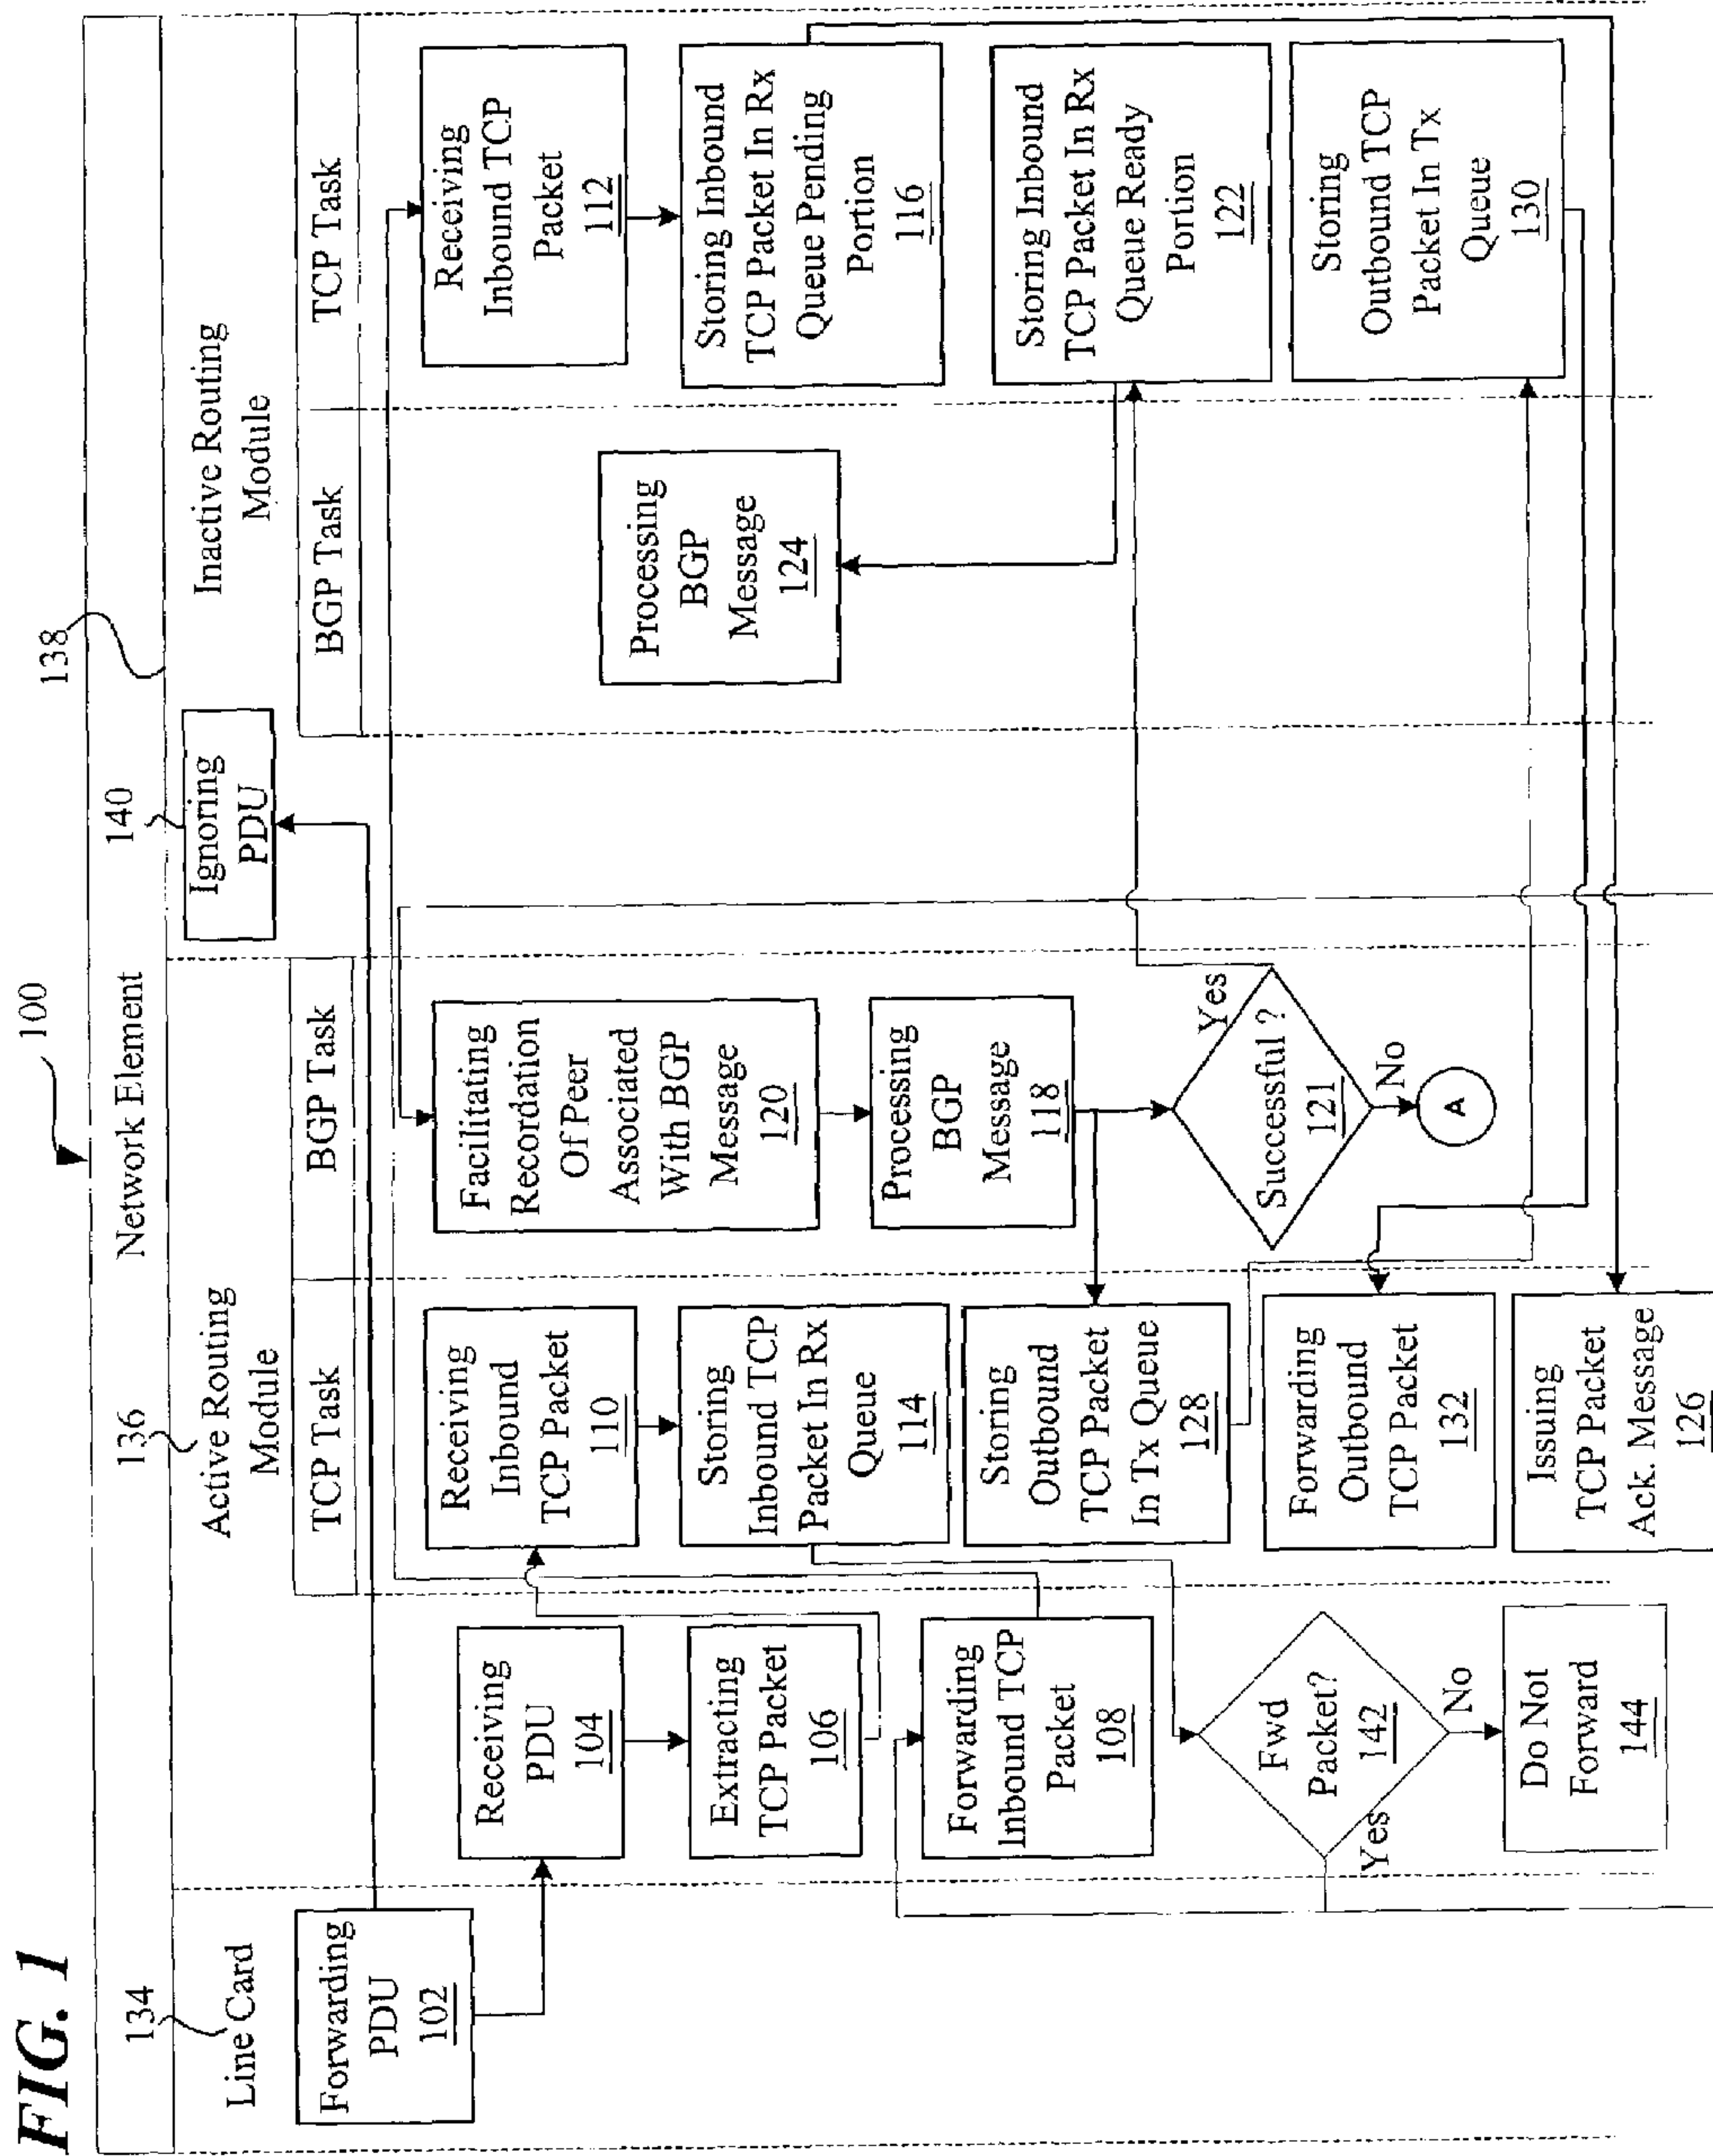 FIG. 1
100
Network Element
134
Line Card
136
Active Routing
Module
138
Inactive Routing
Module
140
Ignoring
PDU
TCP Task
BGP Task
BGP Task
TCP Task
Forwarding
PDU
102
Receiving
PDU
104
Extracting
TCP Packet
106
Forwarding
Inbound TCP
Packet
108
Fwd
Packet?
142
Yes
No
Do Not
Forward
144
Receiving
Inbound
TCP Packet
110
Storing
Inbound TCP
Packet In Rx
Queue
114
Storing
Outbound
TCP Packet
In Tx Queue
128
Forwarding
Outbound
TCP Packet
132
Issuing
TCP Packet
Ack. Message
126
Facilitating
Recordation
Of Peer
Associated
With BGP
Message
120
Processing
BGP
Message
118
Successful ?
121
Yes
No
A
Processing
BGP
Message
124
Receiving
Inbound TCP
Packet
112
Storing Inbound
TCP Packet In Rx
Queue Pending
Portion
116
Storing Inbound
TCP Packet In Rx
Queue Ready
Portion
122
Storing
Outbound TCP
Packet In Tx
Queue
130